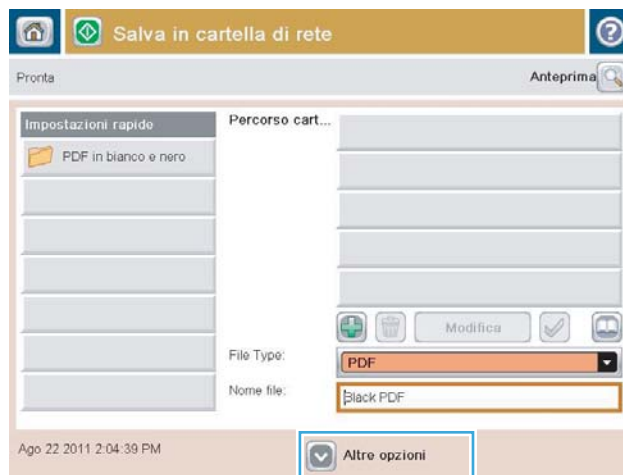 Salva in cartella di rete
Pronta
Anteprima
Impostazioni rapide
PDF in bianco e nero
Percorso cart...
Modifica
File Type:
PDF
Nome file:
Black PDF
Ago 22 2011 2:04:39 PM
Altre opzioni